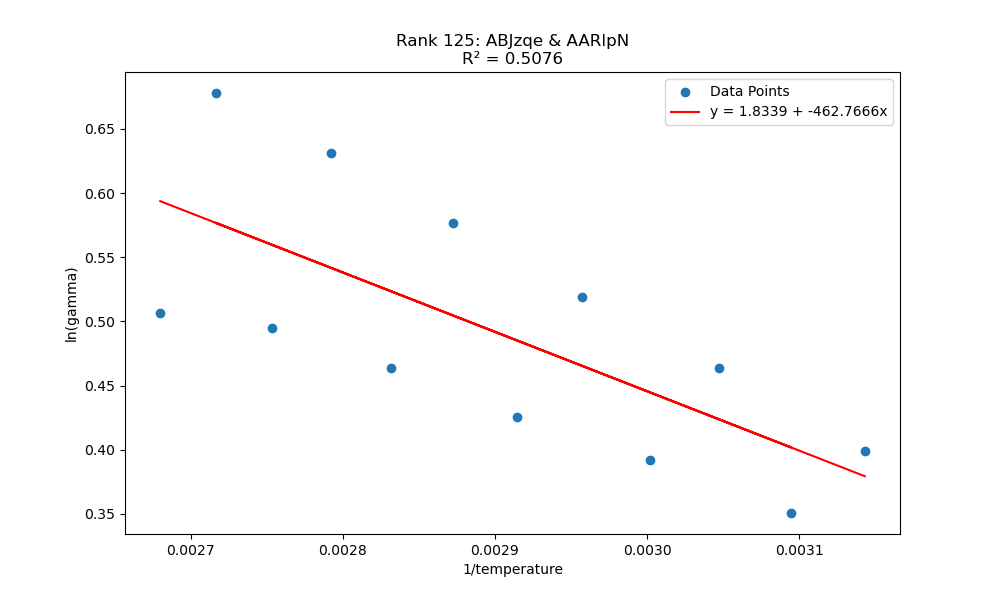 Rank 125: ABJzqe & AARlpN
R² = 0.5076
Data Points
y = 1.8339 + -462.7666x
ln(gamma)
0.65
0.60
0.55
0.50
0.45
0.40
0.35
0.0027
0.0028
0.0029
0.0030
0.0031
1/temperature